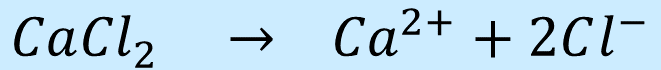 CaCl₂ → Ca²⁺ + 2Cl⁻